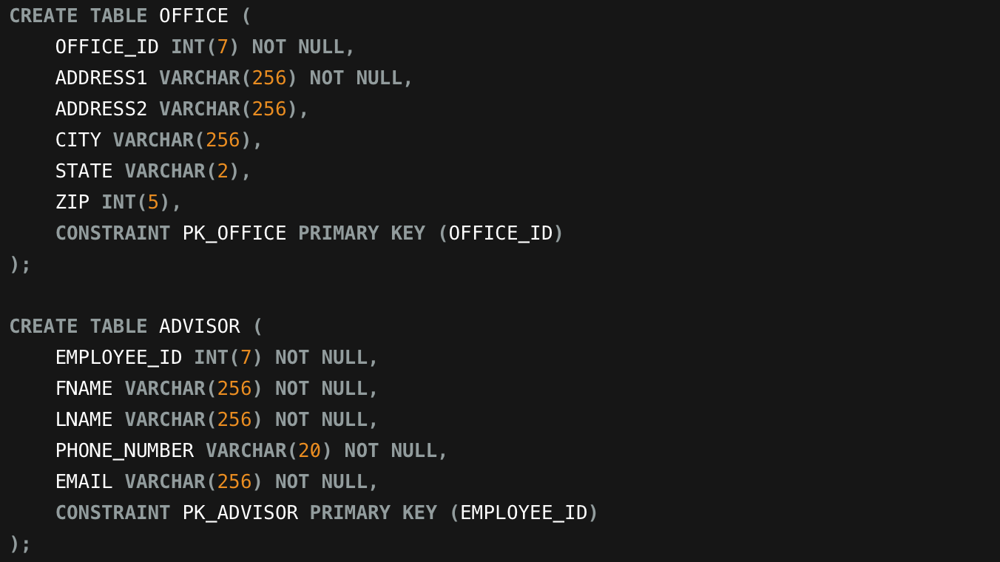 CREATE TABLE OFFICE (
    OFFICE_ID INT(7) NOT NULL,
    ADDRESS1 VARCHAR(256) NOT NULL,
    ADDRESS2 VARCHAR(256),
    CITY VARCHAR(256),
    STATE VARCHAR(2),
    ZIP INT(5),
    CONSTRAINT PK_OFFICE PRIMARY KEY (OFFICE_ID)
);

CREATE TABLE ADVISOR (
    EMPLOYEE_ID INT(7) NOT NULL,
    FNAME VARCHAR(256) NOT NULL,
    LNAME VARCHAR(256) NOT NULL,
    PHONE_NUMBER VARCHAR(20) NOT NULL,
    EMAIL VARCHAR(256) NOT NULL,
    CONSTRAINT PK_ADVISOR PRIMARY KEY (EMPLOYEE_ID)
);